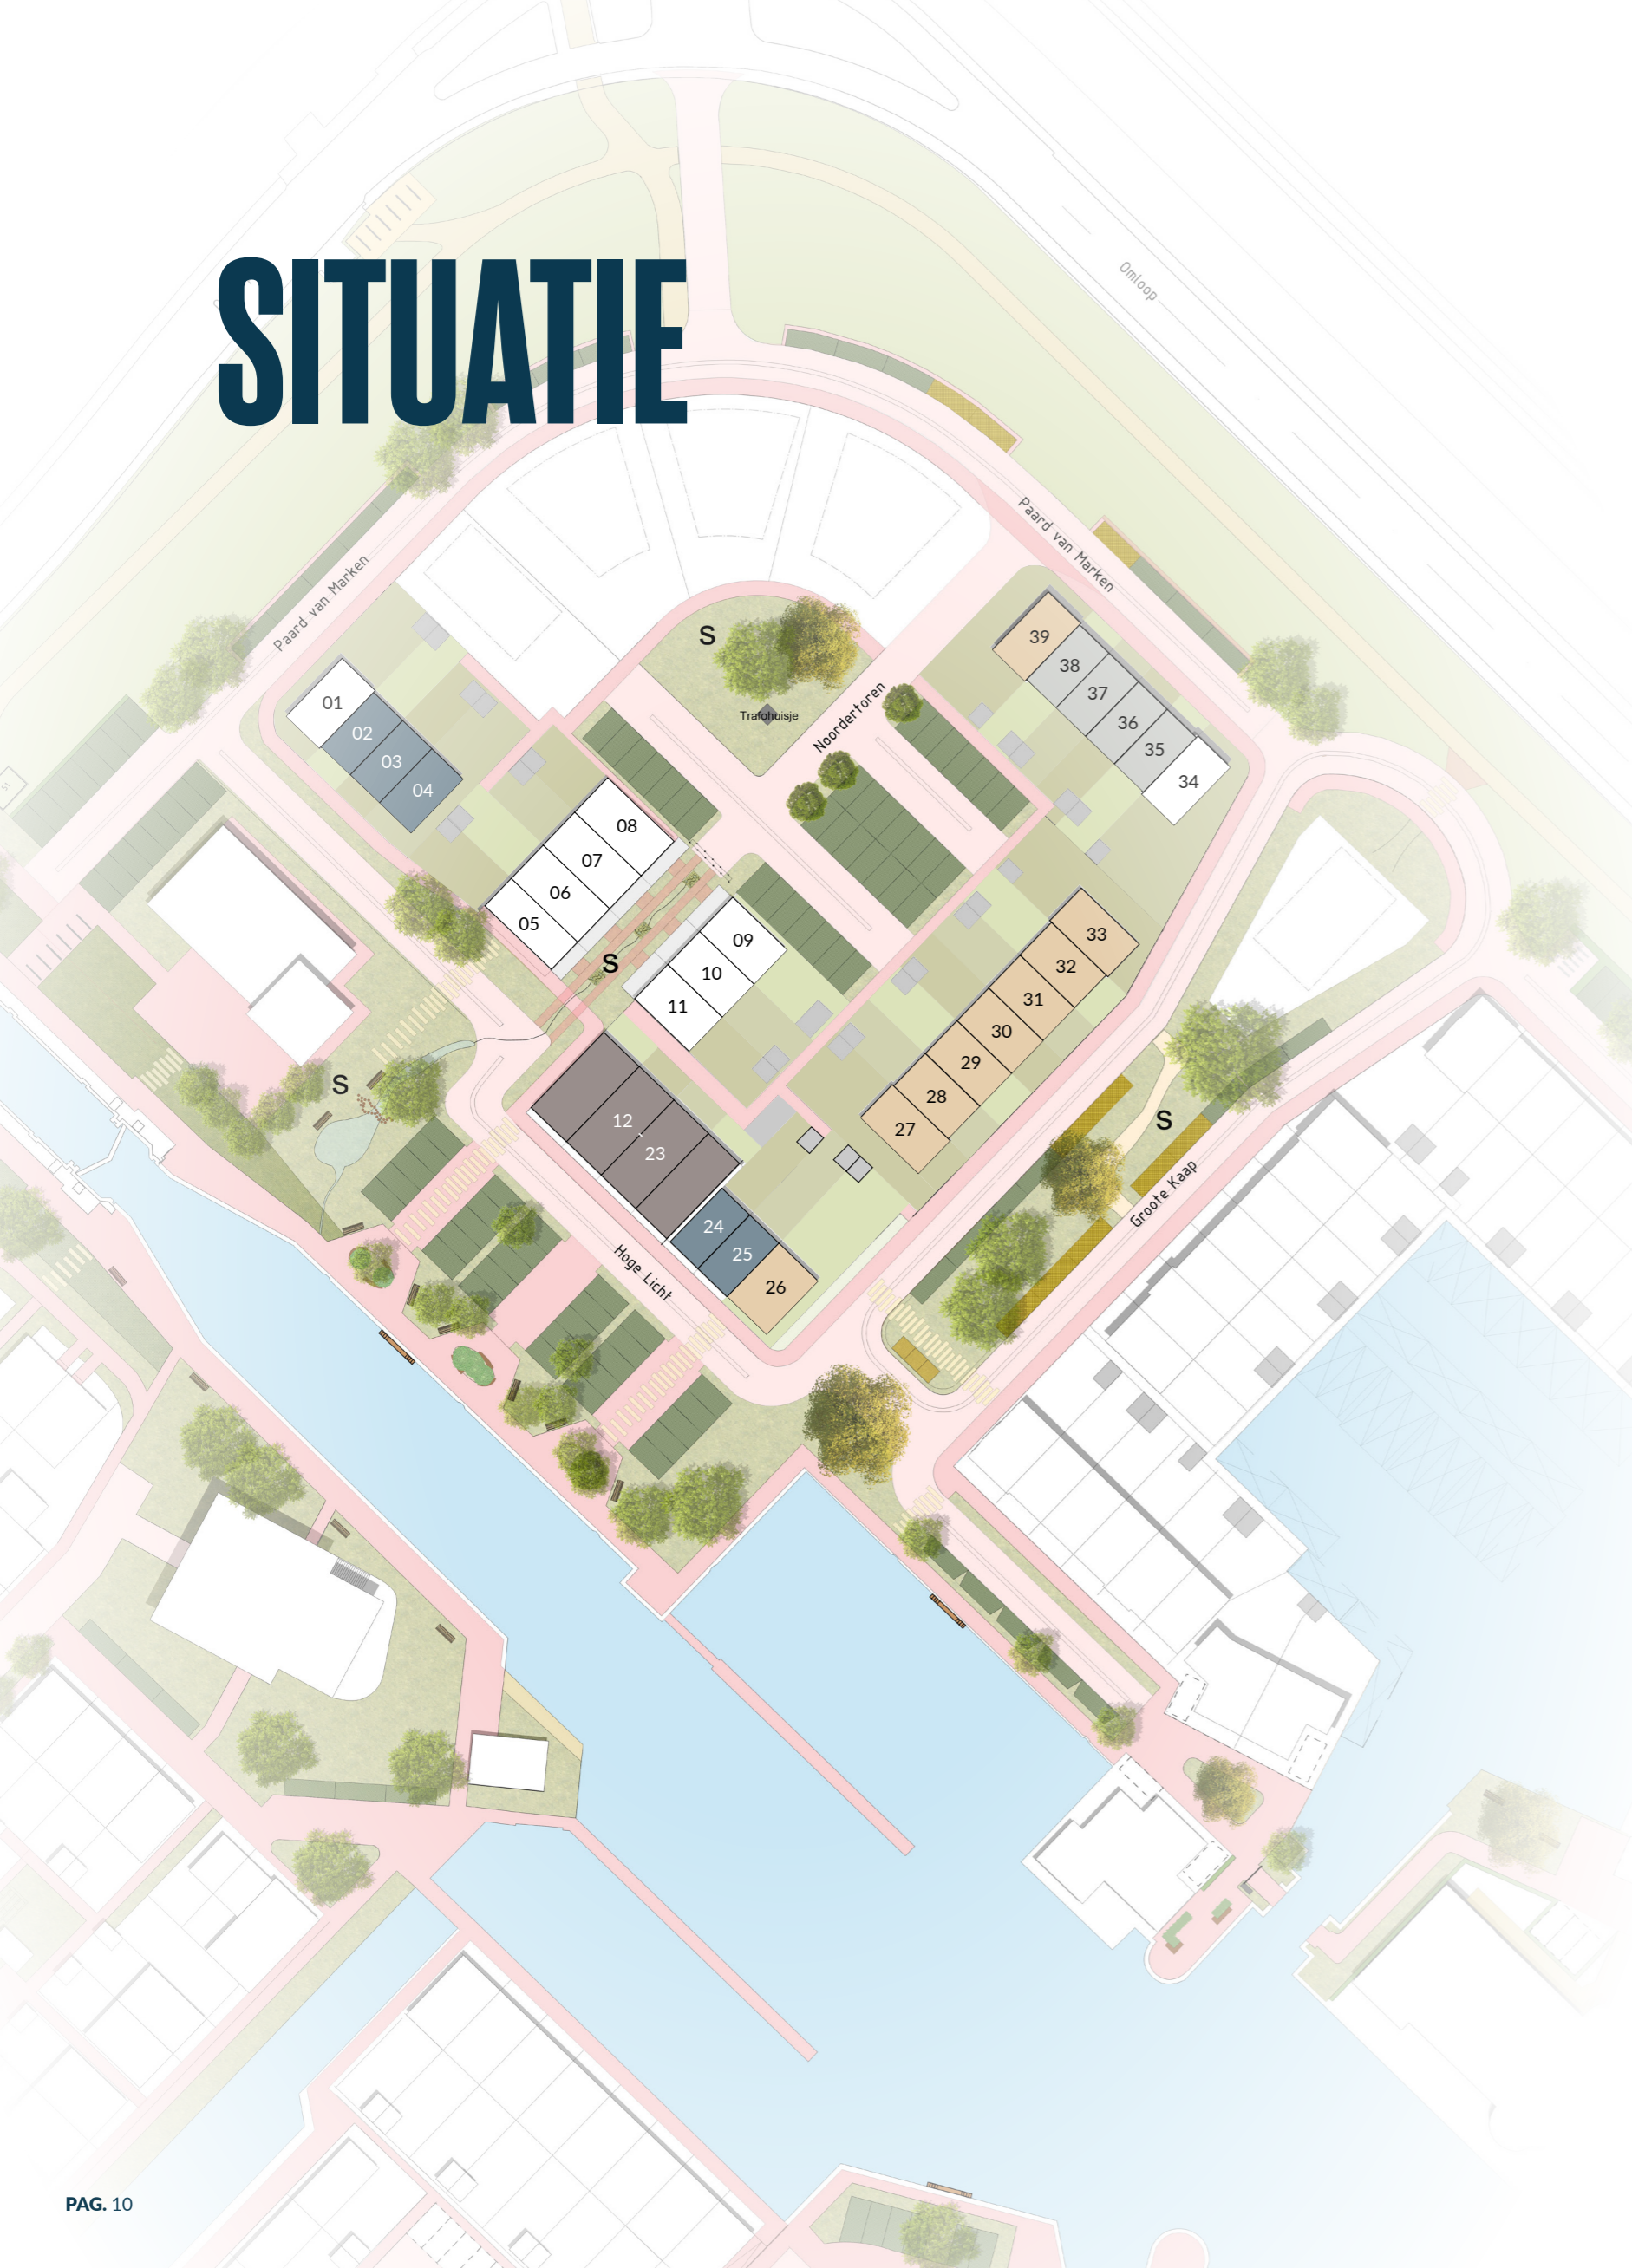 Omloop
SITUATIE
Paard van Marken
Paard van Marken
S
39
38
37
36
35
34
Trafohuisje
Noordertoren
01
02
03
04
08
07
06
05
S
09
10
11
33
32
31
30
29
28
27
S
12
23
S
Groote Kaap
24
25
26
Hoge Licht
PAG. 10